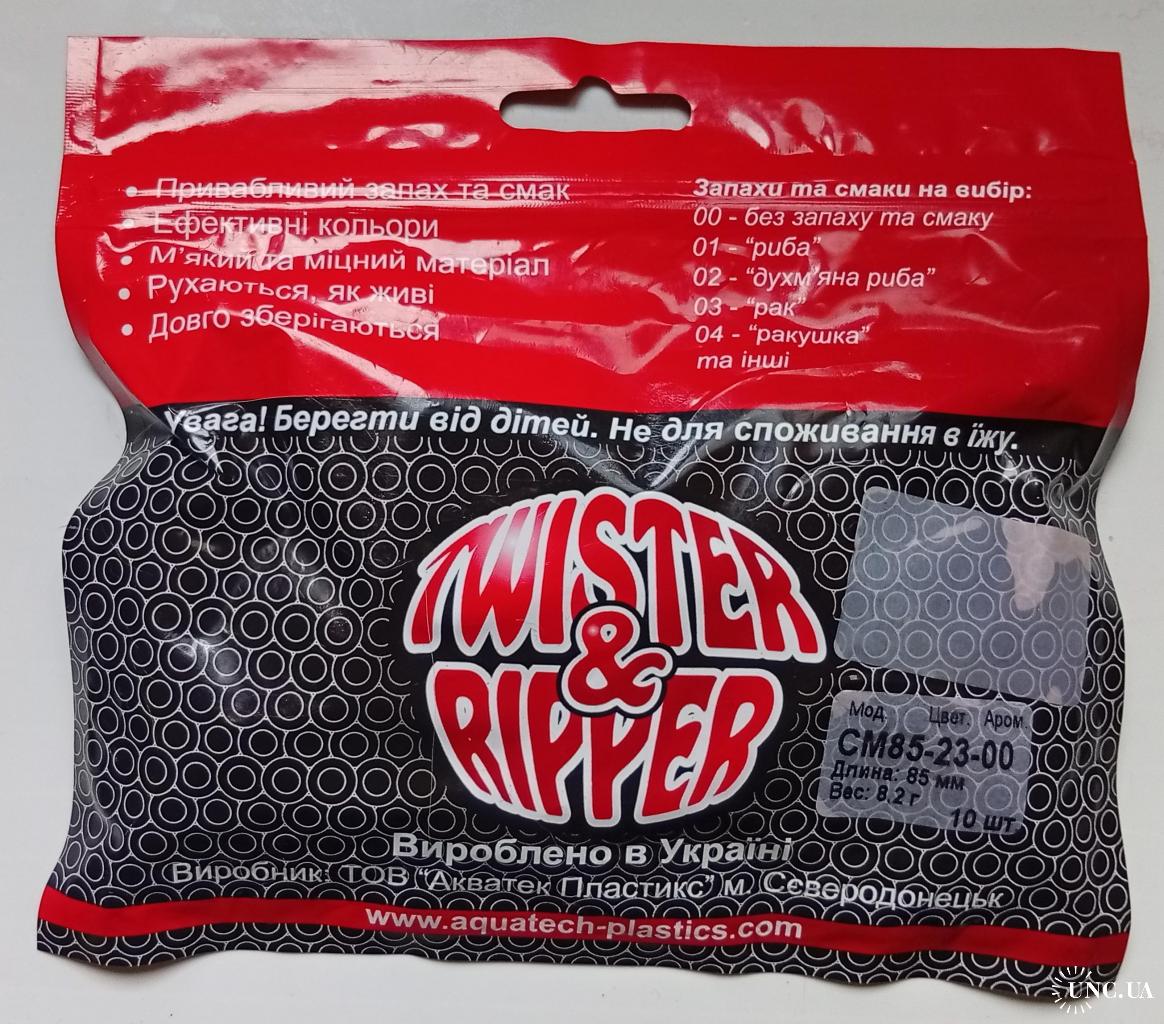 • Привабливий запах та смак
• Ефективні кольори
• М’який та міцний матеріал
• Рухаються, як живі
• Довго зберігаються
Запахи та смаки на вибір:
00 - без запаху та смаку
01 - “риба”
02 - “духм’яна риба”
03 - “рак”
04 - “ракушка”
та інші
Увага! Берегти від дітей. Не для споживання в їжу.
TWISTER
&
RIPPER
Мод. Цвет. Аром.
СМ85-23-00
Длина: 85 мм
Вес: 8,2 г
10 шт
Вироблено в Україні
Виробник: ТОВ “Акватек Пластикс” м. Сєверодонецьк
www.aquatech-plastics.com
UNC.UA